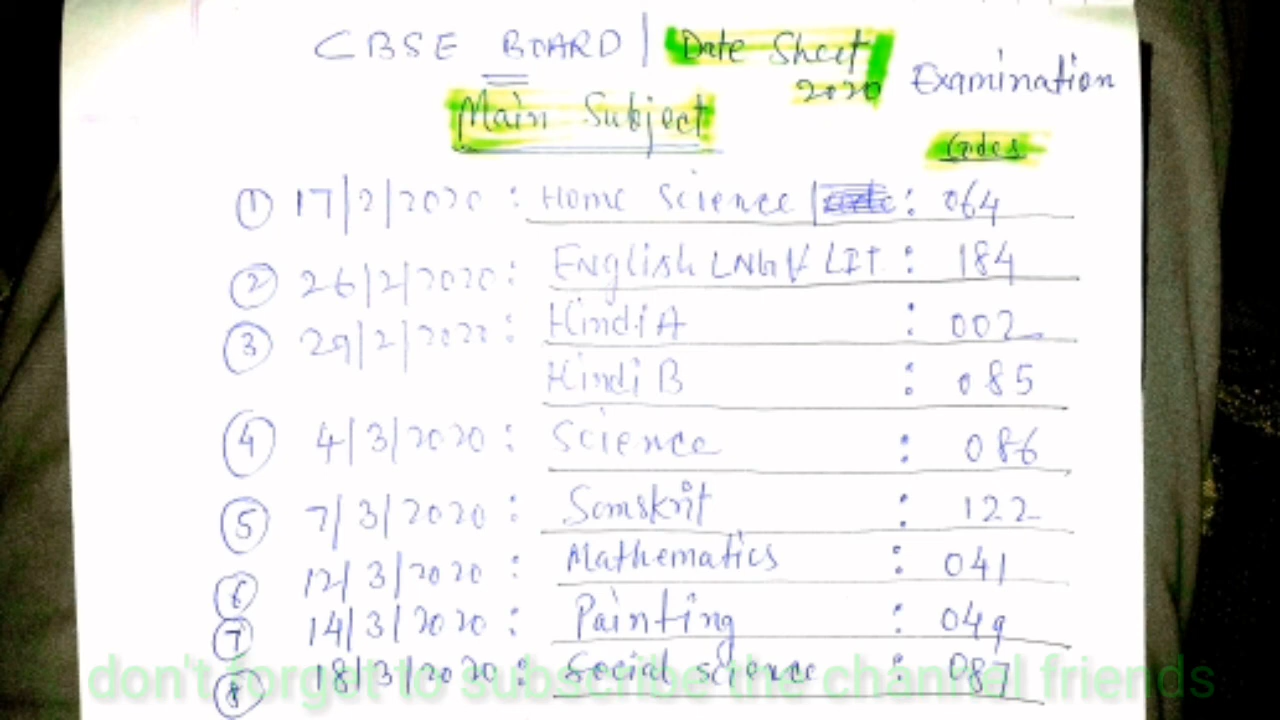 CBSE BOARD | Date Sheet 2020 Examination
Main Subject
Codes
① 17/2/2020 : Home Science | : 064
② 26/2/2020 : English LNG & LIT : 184
③ 29/2/2020 : Hindi A : 002
Hindi B : 085
④ 4/3/2020 : Science : 086
⑤ 7/3/2020 : Samskrit : 122
⑥ 12/3/2020 : Mathematics : 041
⑦ 14/3/2020 : Painting : 049
⑧ 18/3/2020 : Social science : 087
don't forget to subscribe the channel friends